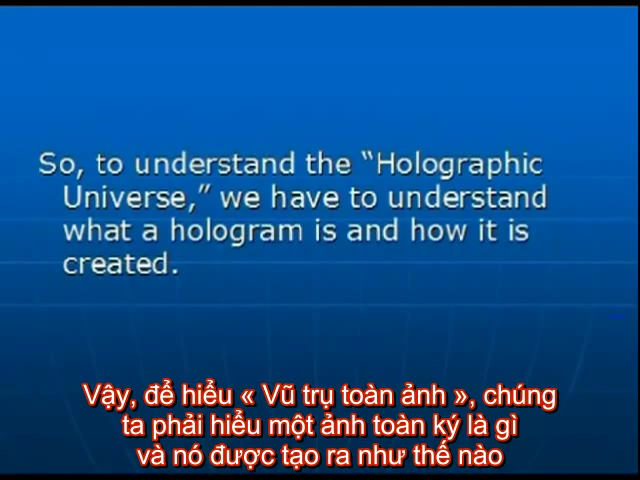 So, to understand the “Holographic
Universe,” we have to understand
what a hologram is and how it is
created.
Vậy, để hiểu « Vũ trụ toàn ảnh », chúng
ta phải hiểu một ảnh toàn ký là gì
và nó được tạo ra như thế nào